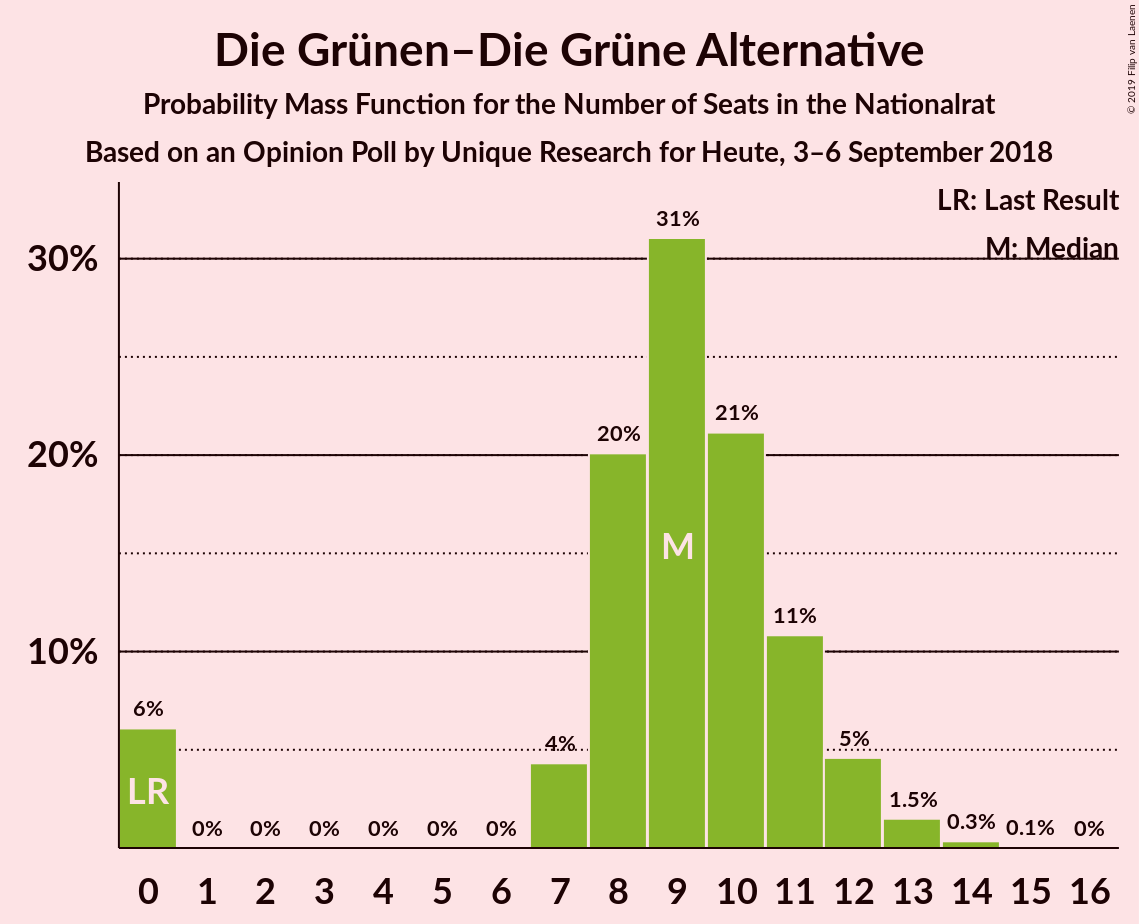 Die Grünen–Die Grüne Alternative
Probability Mass Function for the Number of Seats in the Nationalrat
Based on an Opinion Poll by Unique Research for Heute, 3–6 September 2018
© 2019 Filip van Laenen
LR: Last Result
M: Median
30%
20%
10%
6%
0%
0%
0%
0%
0%
0%
4%
20%
31%
21%
11%
5%
1.5%
0.3%
0.1%
0%
LR
M
0 1 2 3 4 5 6 7 8 9 10 11 12 13 14 15 16